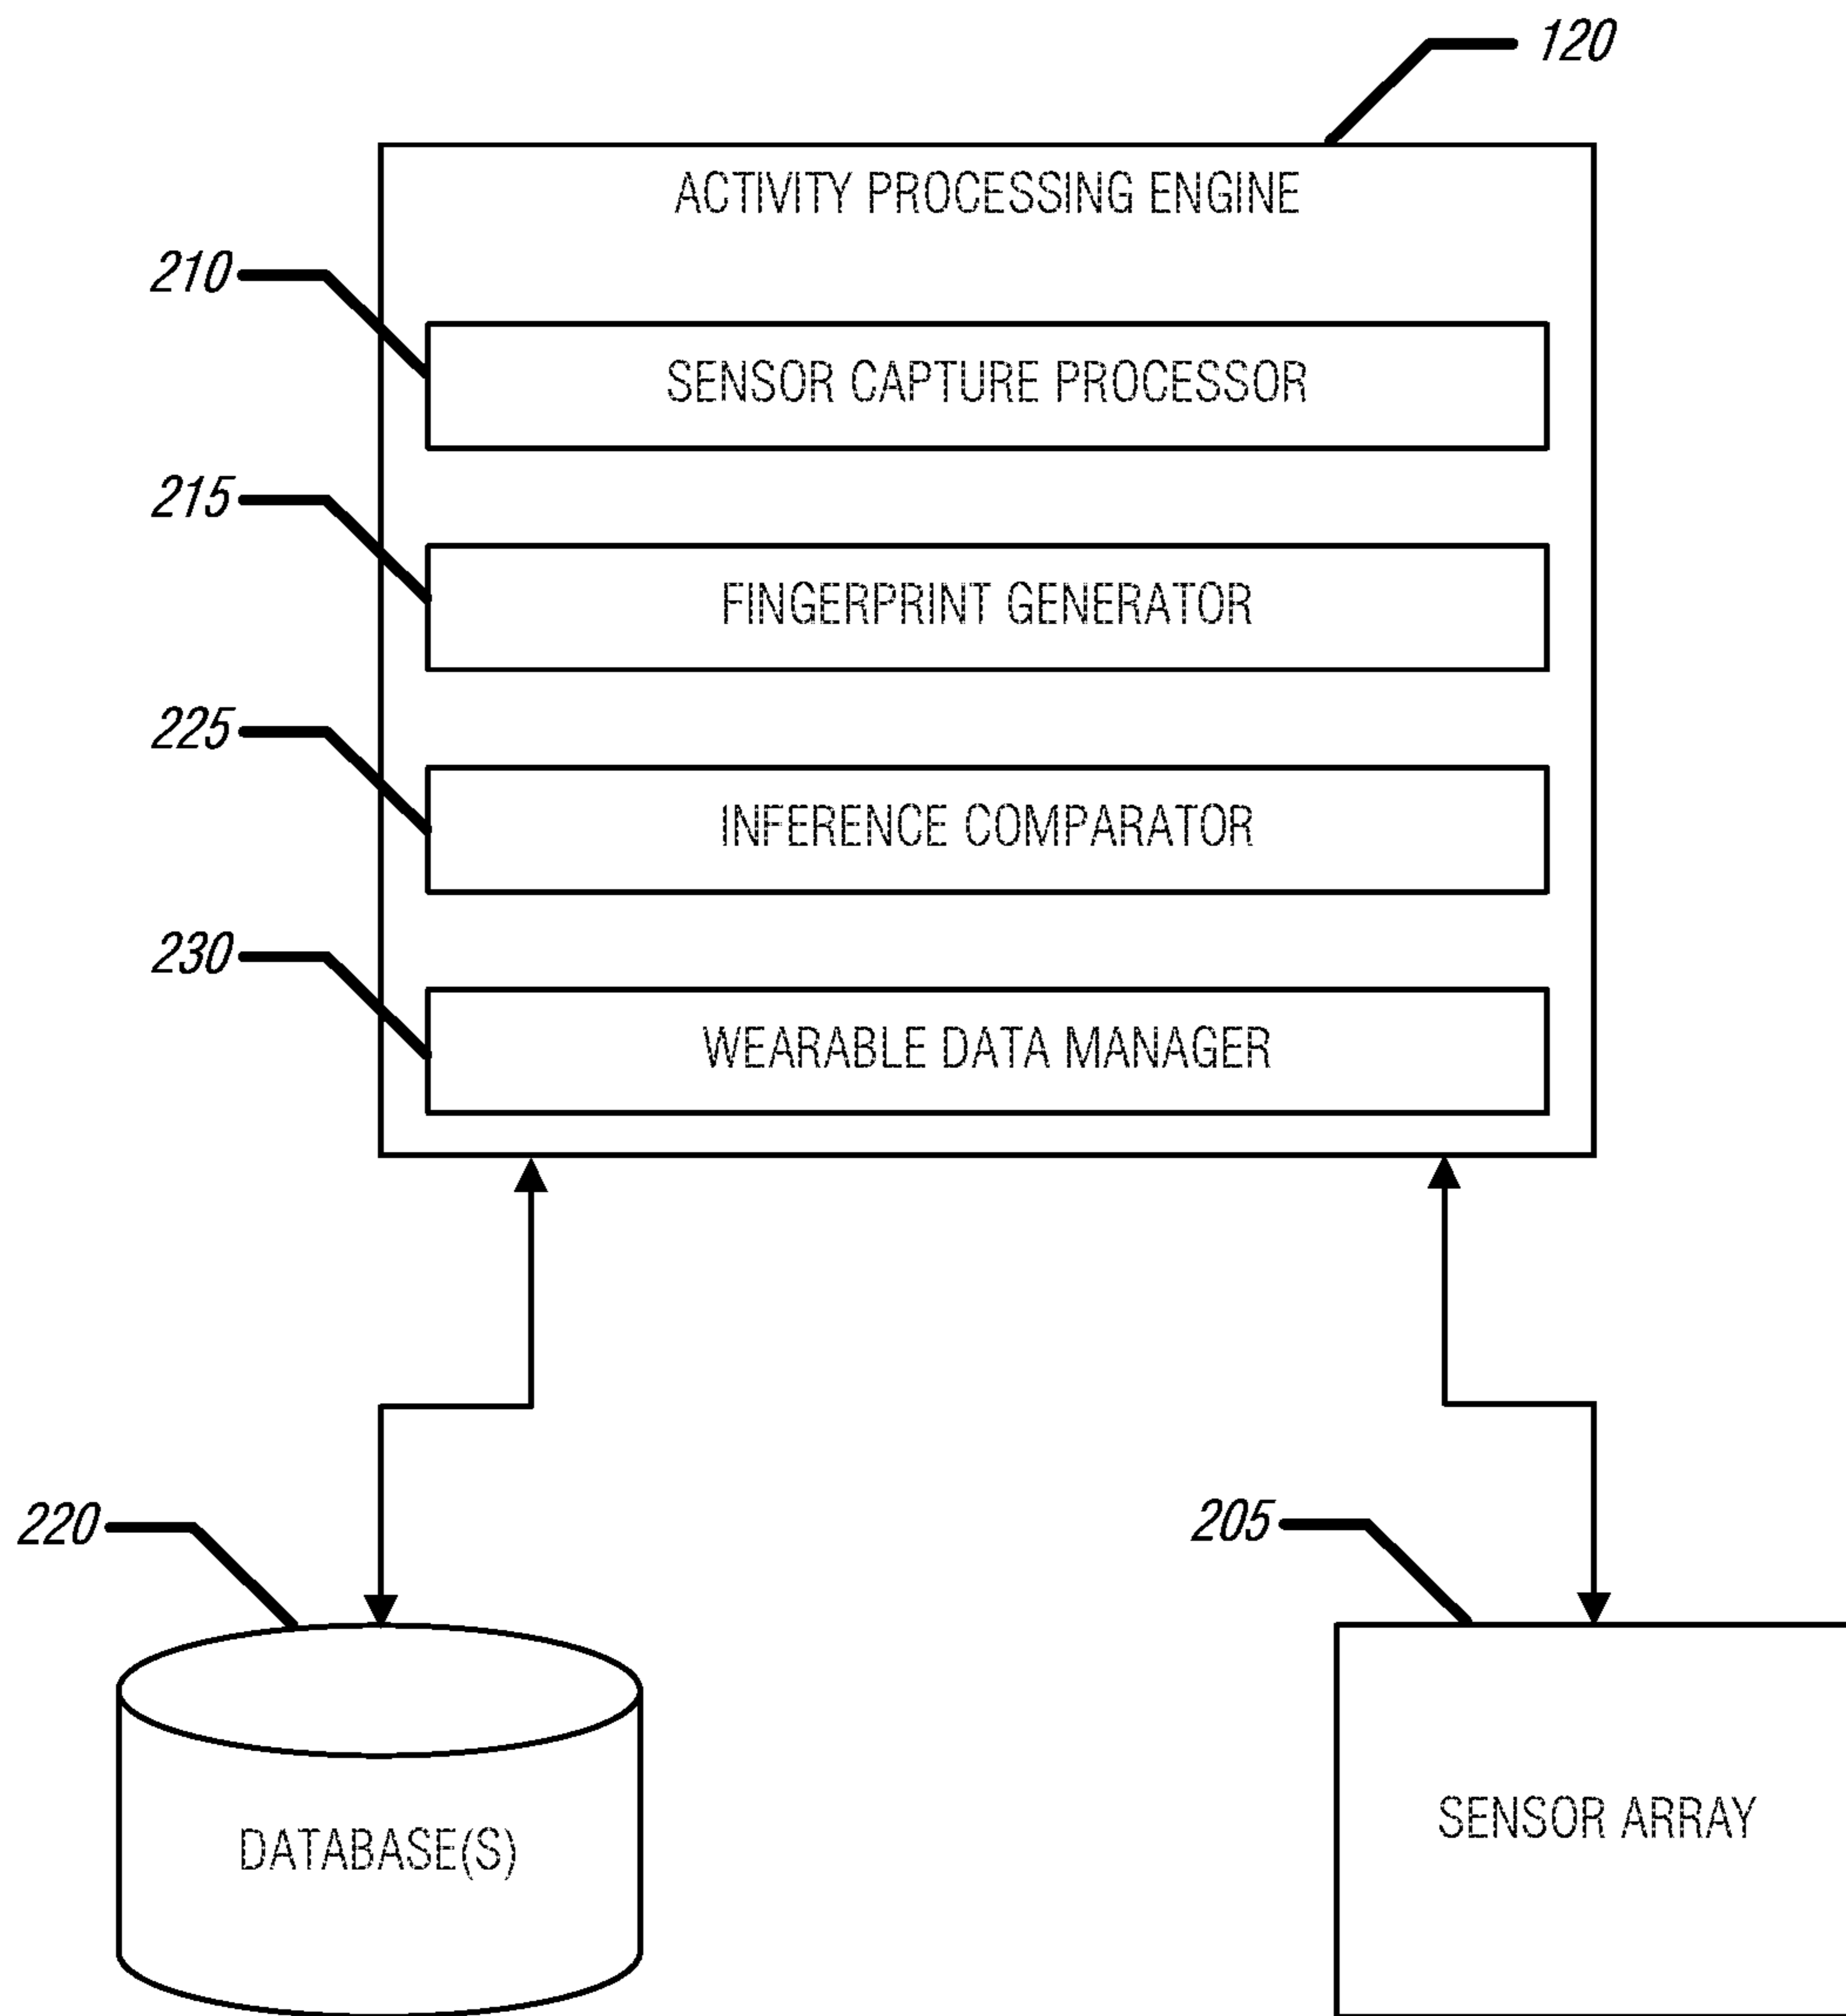 120
ACTIVITY PROCESSING ENGINE
210
SENSOR CAPTURE PROCESSOR
215
FINGERPRINT GENERATOR
225
INFERENCE COMPARATOR
230
WEARABLE DATA MANAGER
220
205
DATABASE(S)
SENSOR ARRAY